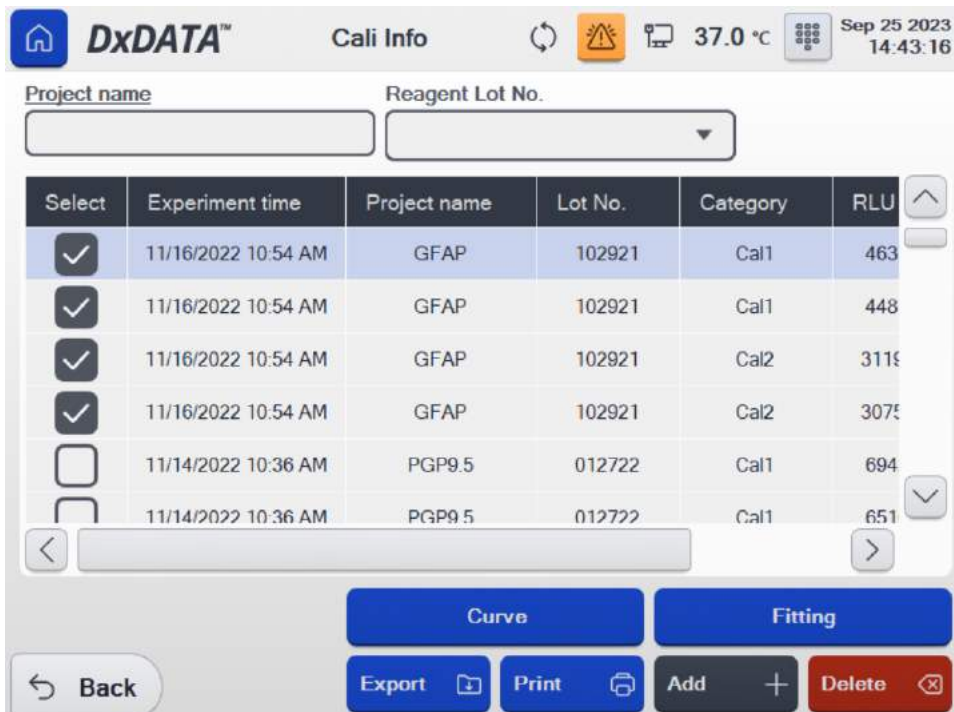 DxDATA™ Cali Info 37.0 °C Sep 25 2023
14:43:16
Project name Reagent Lot No.
Select Experiment time Project name Lot No. Category RLU
11/16/2022 10:54 AM GFAP 102921 Cal1 463
11/16/2022 10:54 AM GFAP 102921 Cal1 448
11/16/2022 10:54 AM GFAP 102921 Cal2 3119
11/16/2022 10:54 AM GFAP 102921 Cal2 3075
11/14/2022 10:36 AM PGP9.5 012722 Cal1 694
11/14/2022 10:36 AM PGP9.5 012722 Cal1 651
Curve Fitting
Back Export Print Add Delete